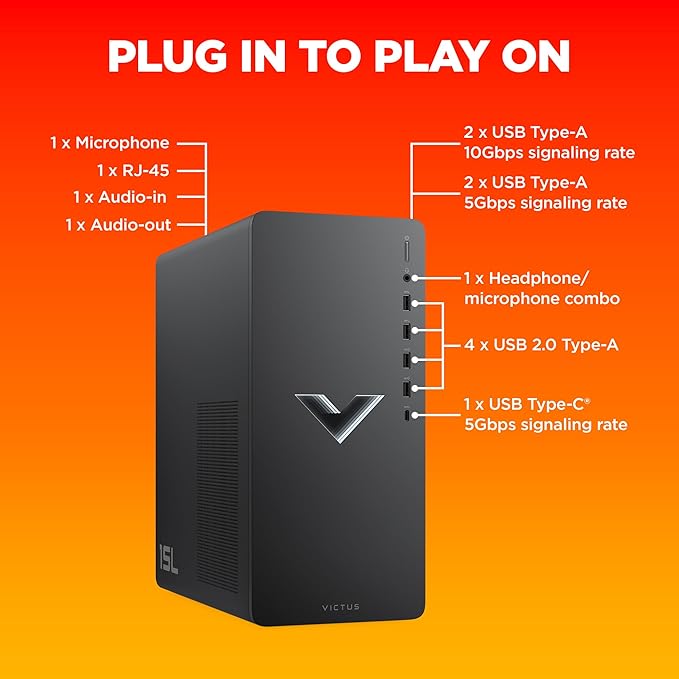 PLUG IN TO PLAY ON
1 x Microphone
1 x RJ-45
1 x Audio-in
1 x Audio-out
2 x USB Type-A
10Gbps signaling rate
2 x USB Type-A
5Gbps signaling rate
1 x Headphone/
microphone combo
4 x USB 2.0 Type-A
1 x USB Type-C®
5Gbps signaling rate
15L
VICTUS